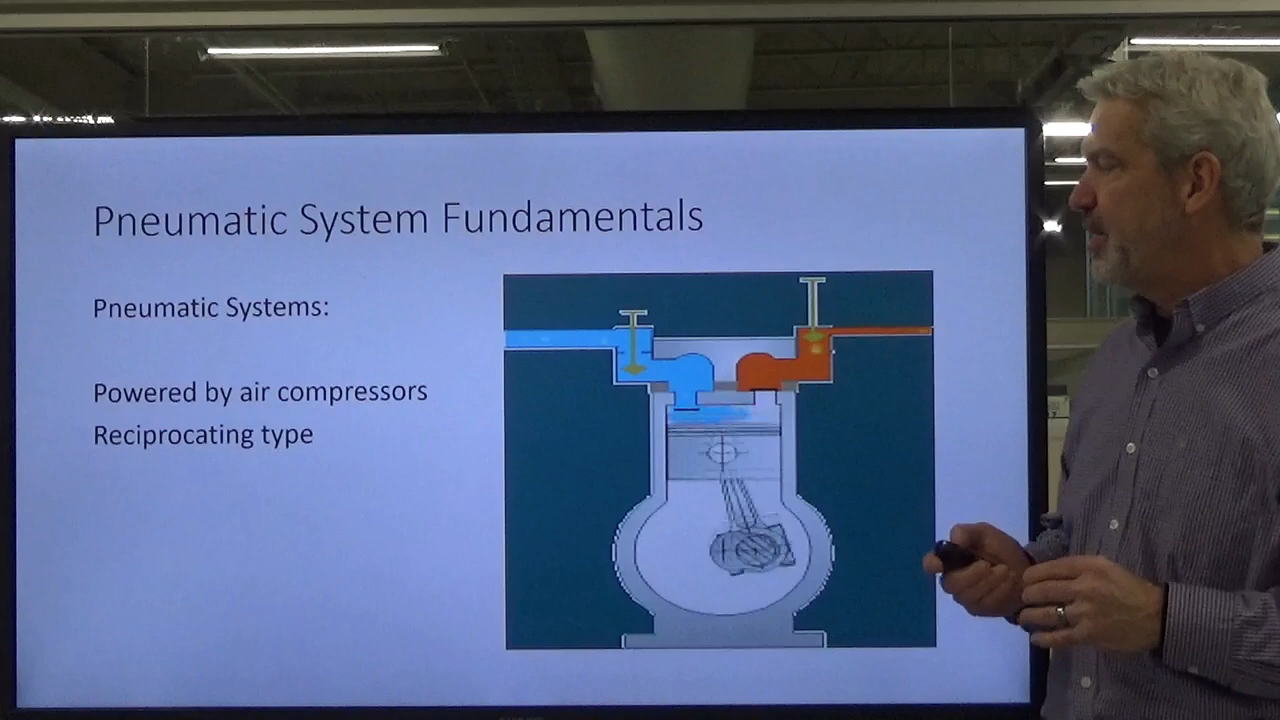 Pneumatic System Fundamentals
Pneumatic Systems:
Powered by air compressors
Reciprocating type